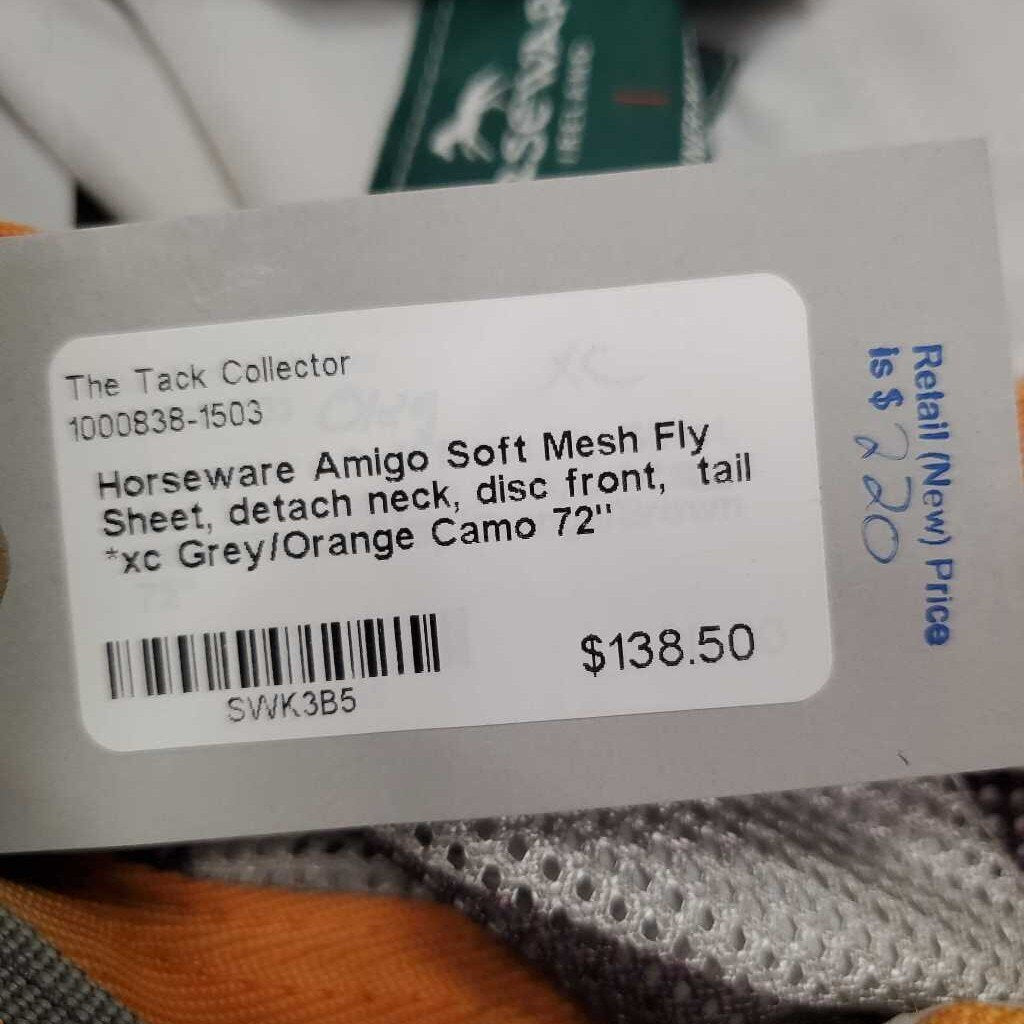 IRELAND
The Tack Collector
1000838-1503
Horseware Amigo Soft Mesh Fly
Sheet, detach neck, disc front, tail
*xc Grey/Orange Camo 72"
SWK3B5
$138.50
Retail (New) Price
is $ 220